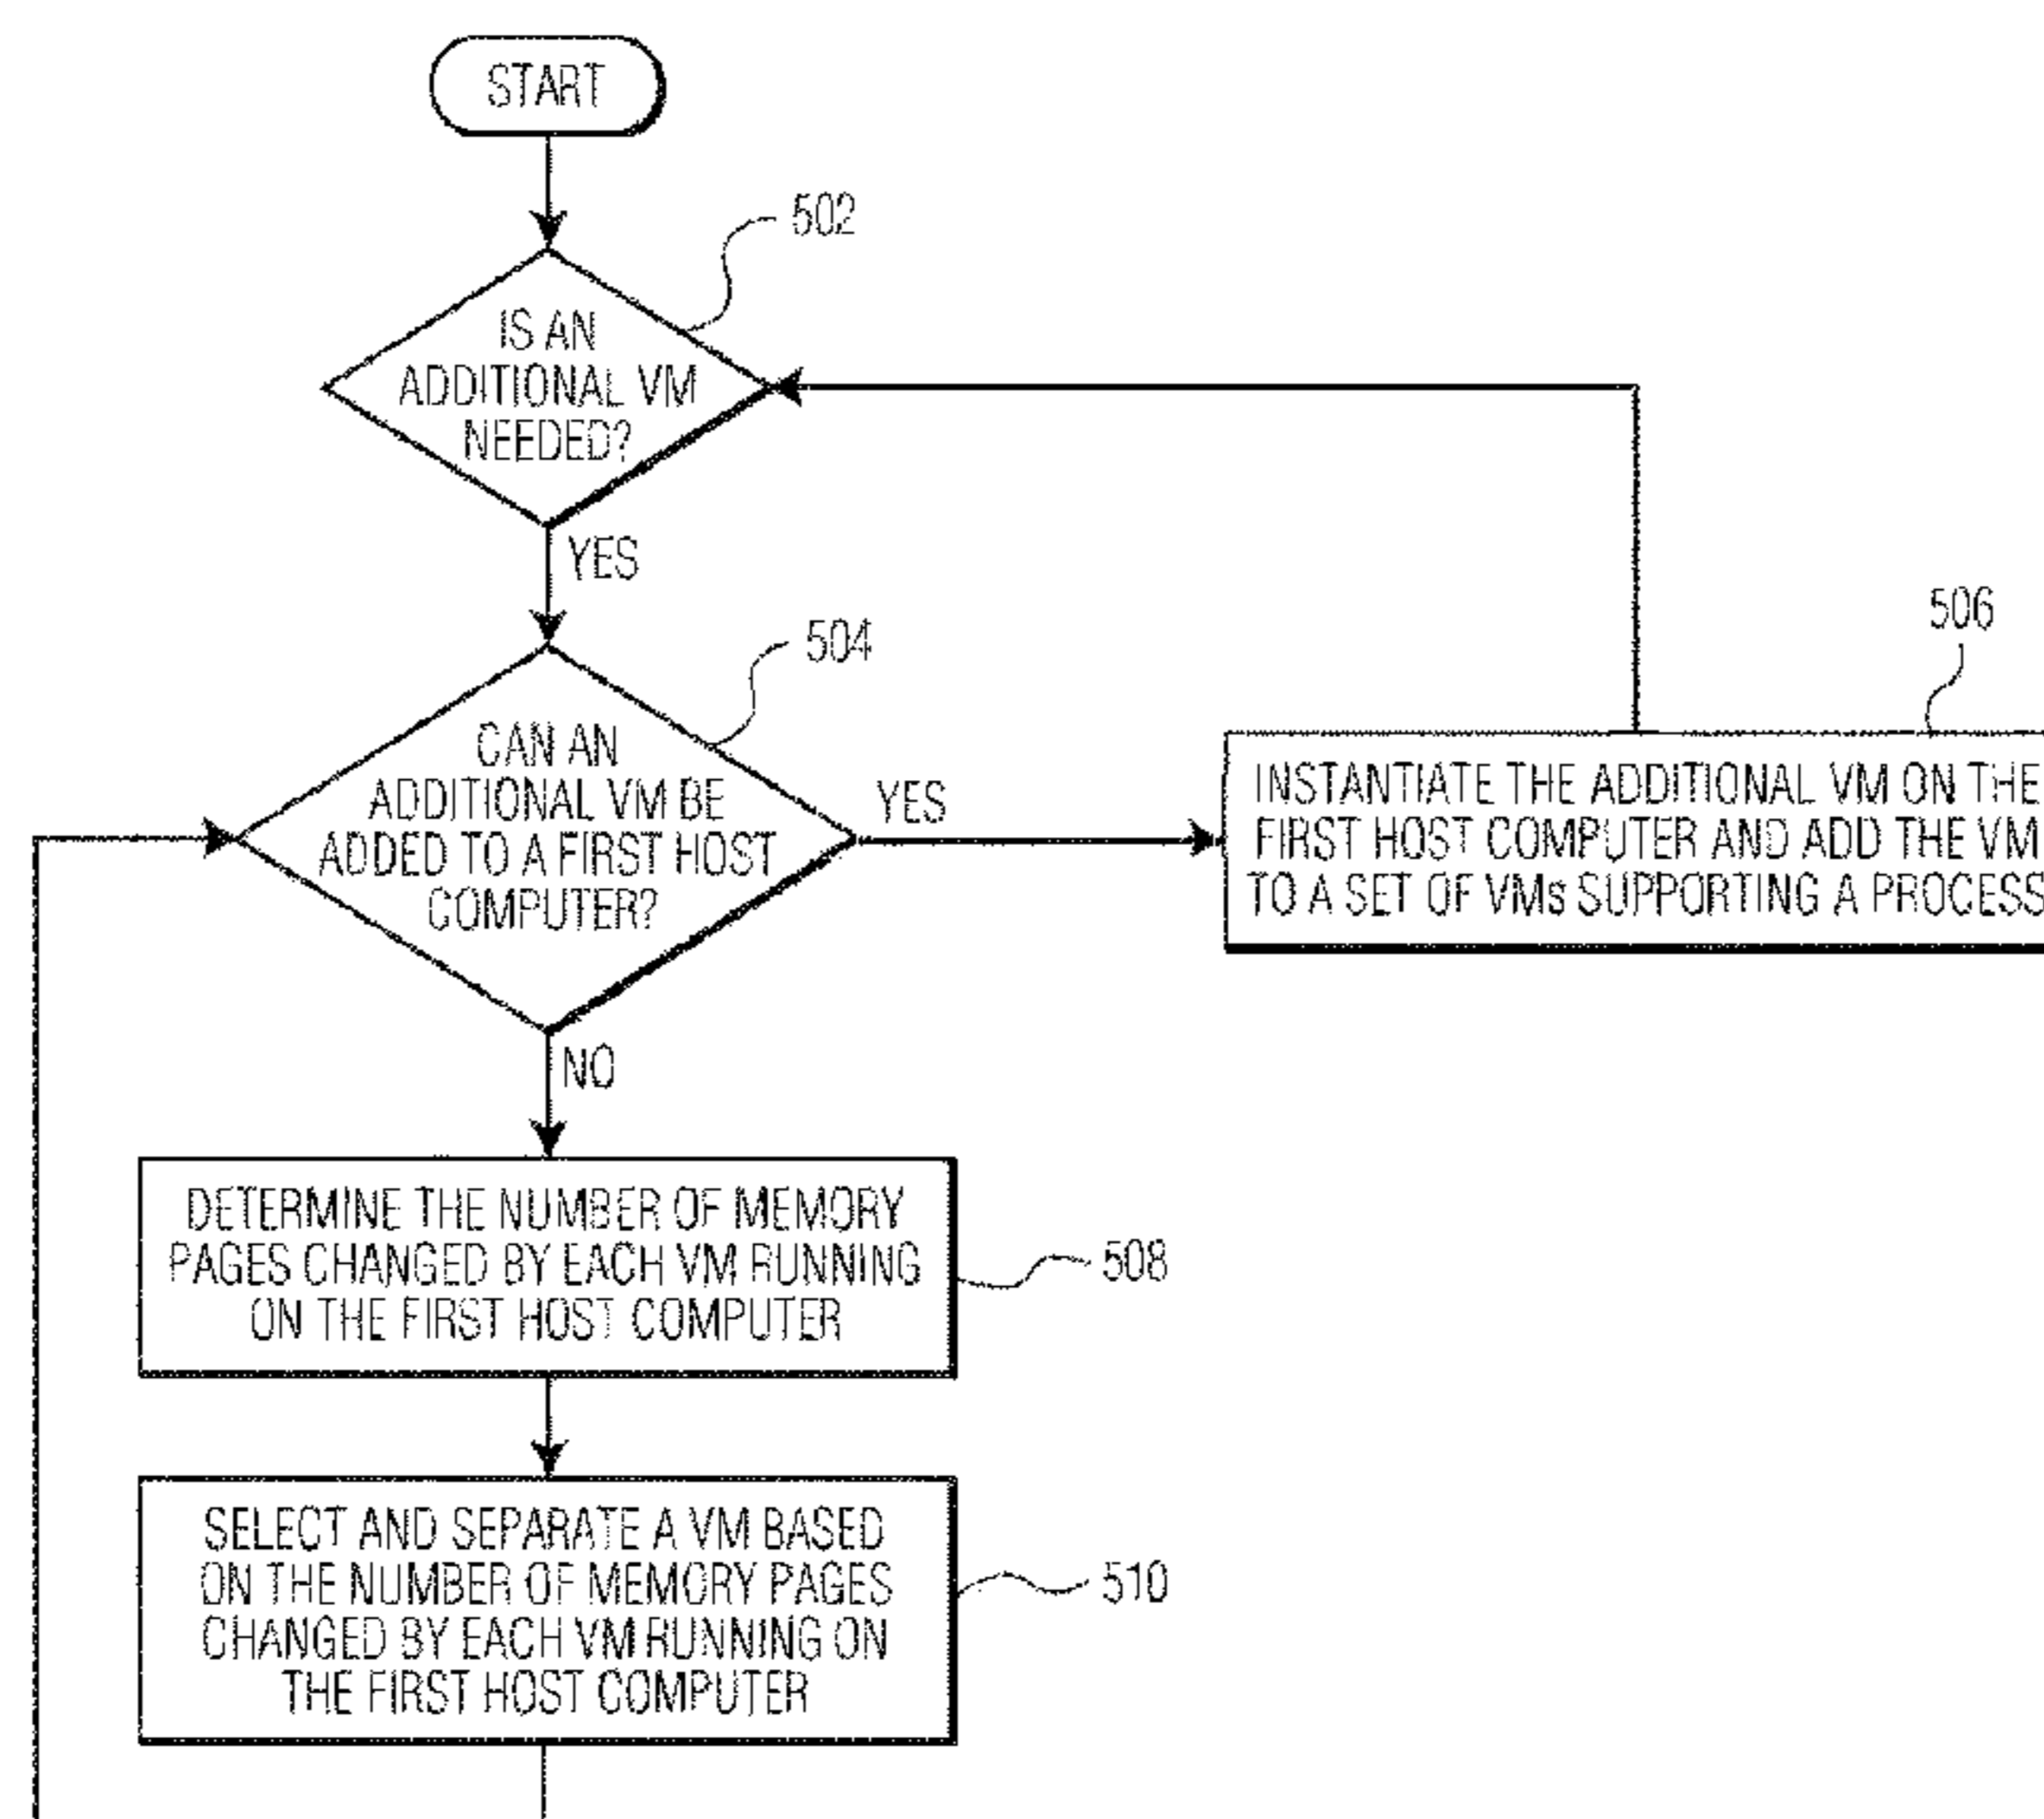 START
502
IS AN
ADDITIONAL VM
NEEDED?
YES
504
CAN AN
ADDITIONAL VM BE
ADDED TO A FIRST HOST
COMPUTER?
YES
506
INSTANTIATE THE ADDITIONAL VM ON THE
FIRST HOST COMPUTER AND ADD THE VM
TO A SET OF VMs SUPPORTING A PROCESS
NO
DETERMINE THE NUMBER OF MEMORY
PAGES CHANGED BY EACH VM RUNNING
ON THE FIRST HOST COMPUTER
508
SELECT AND SEPARATE A VM BASED
ON THE NUMBER OF MEMORY PAGES
CHANGED BY EACH VM RUNNING ON
THE FIRST HOST COMPUTER
510